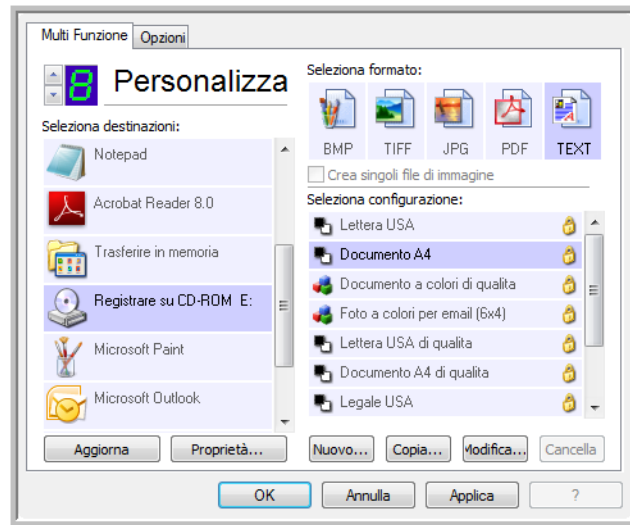 Multi Funzione
Opzioni
8
Personalizza
Seleziona destinazioni:
Notepad
Acrobat Reader 8.0
Trasferire in memoria
Registrare su CD-ROM E:
Microsoft Paint
Microsoft Outlook
Aggiorna
Proprietà...
Seleziona formato:
BMP
TIFF
JPG
PDF
TEXT
Crea singoli file di immagine
Seleziona configurazione:
Lettera USA
Documento A4
Documento a colori di qualita
Foto a colori per email (6x4)
Lettera USA di qualita
Documento A4 di qualita
Legale USA
Nuovo...
Copia...
Modifica...
Cancella
OK
Annulla
Applica
?